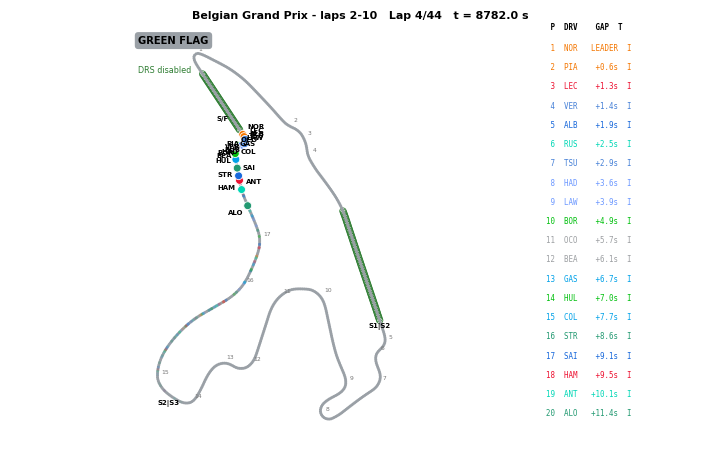 Belgian Grand Prix - laps 2-10   Lap 4/44   t = 8782.0 s
GREEN FLAG
DRS disabled
P  DRV  GAP  T
1  NOR  LEADER  I
2  PIA  +0.6s  I
3  LEC  +1.3s  I
4  VER  +1.4s  I
5  ALB  +1.9s  I
6  RUS  +2.5s  I
7  TSU  +2.9s  I
8  HAD  +3.6s  I
9  LAW  +3.9s  I
10  BOR  +4.9s  I
11  OCO  +5.7s  I
12  BEA  +6.1s  I
13  GAS  +6.7s  I
14  HUL  +7.0s  I
15  COL  +7.7s  I
16  STR  +8.6s  I
17  SAI  +9.1s  I
18  HAM  +9.5s  I
19  ANT  +10.1s  I
20  ALO  +11.4s  I
S/F
NOR
GAS
COL
HUL
SAI
STR
ANT
HAM
ALO
2
3
4
S1|S2
5
7
8
9
10
12
13
14
15
S2|S3
16
17